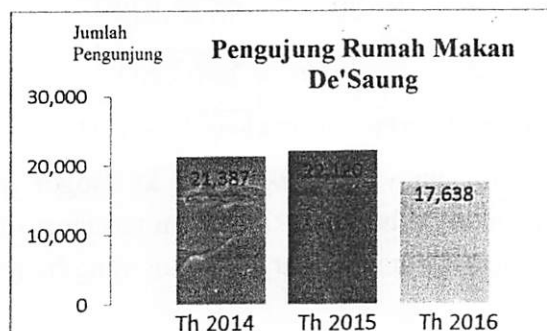 Jumlah
Pengunjung
Pengujung Rumah Makan
De'Saung
30,000
20,000
10,000
0
21,387
22,120
17,638
Th 2014
Th 2015
Th 2016